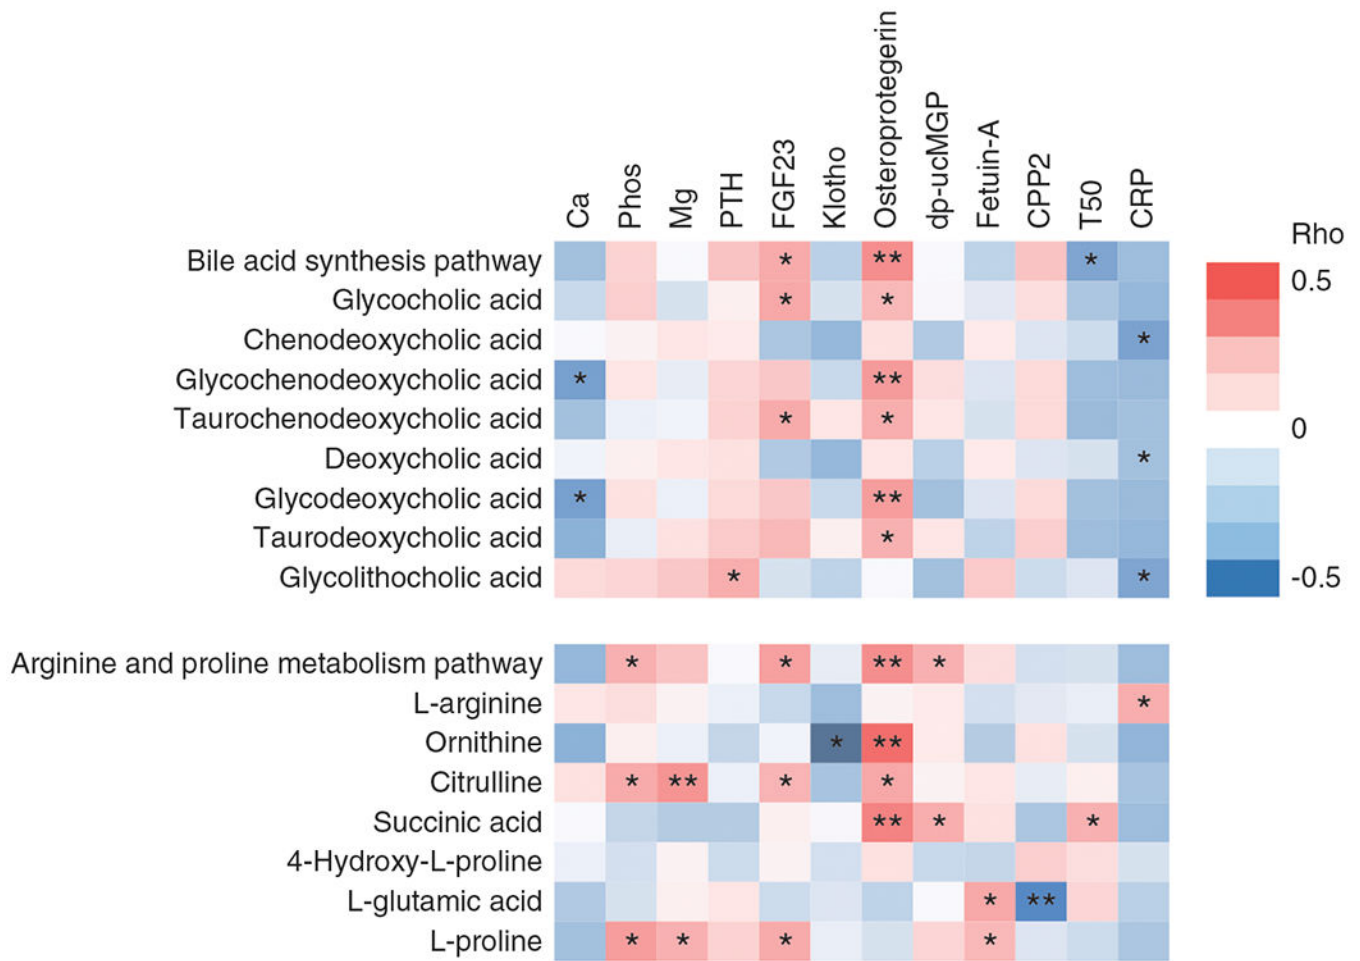 Ca Phos Mg PTH FGF23 Klotho Osteroprotegerin dp-ucMGP Fetuin-A CPP2 T50 CRP
Rho
Bile acid synthesis pathway * ** *
0.5
Glycocholic acid * *
Chenodeoxycholic acid *
Glycochenodeoxycholic acid * **
Taurochenodeoxycholic acid * *
0
Deoxycholic acid *
Glycodeoxycholic acid * **
Taurodeoxycholic acid *
Glycolithocholic acid * *
-0.5
Arginine and proline metabolism pathway * * ** *
L-arginine *
Ornithine * **
Citrulline * ** * *
Succinic acid ** * *
4-Hydroxy-L-proline
L-glutamic acid * **
L-proline * * * *